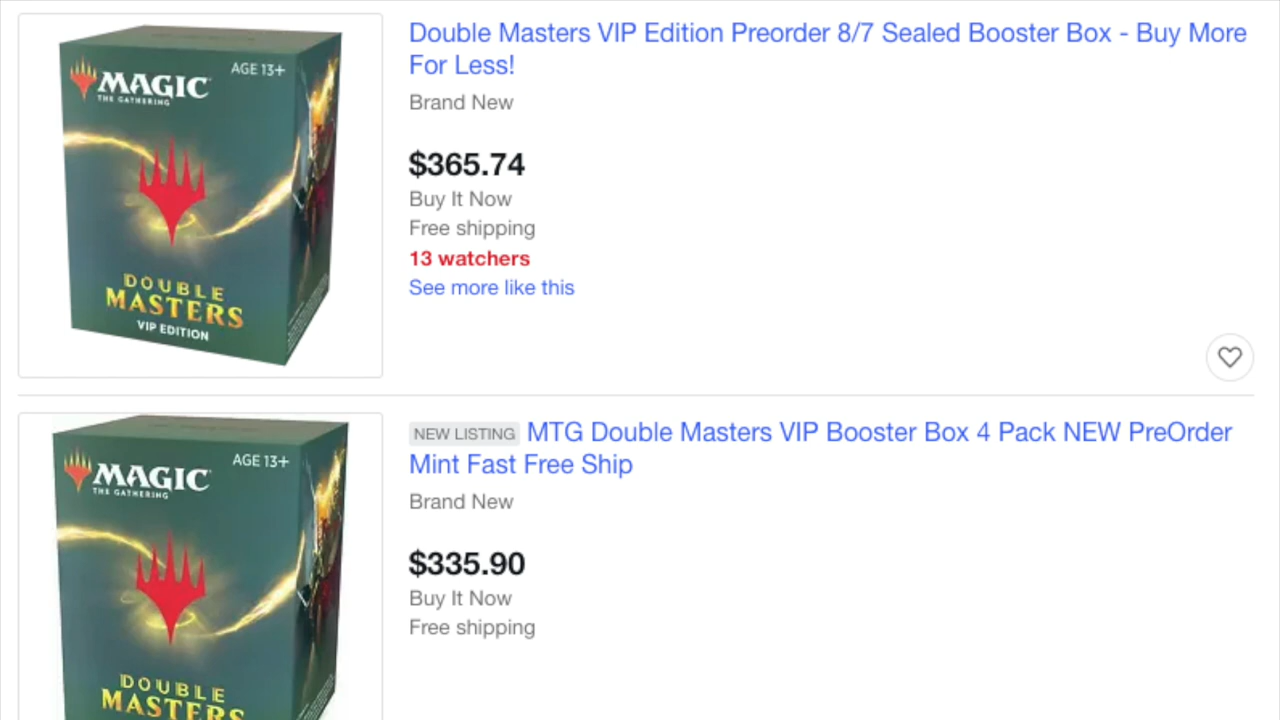 MAGIC
THE GATHERING
AGE 13+
DOUBLE
MASTERS
VIP EDITION
Double Masters VIP Edition Preorder 8/7 Sealed Booster Box - Buy More
For Less!
Brand New
$365.74
Buy It Now
Free shipping
13 watchers
See more like this
MAGIC
THE GATHERING
AGE 13+
DOUBLE
MASTERS
NEW LISTING MTG Double Masters VIP Booster Box 4 Pack NEW PreOrder
Mint Fast Free Ship
Brand New
$335.90
Buy It Now
Free shipping